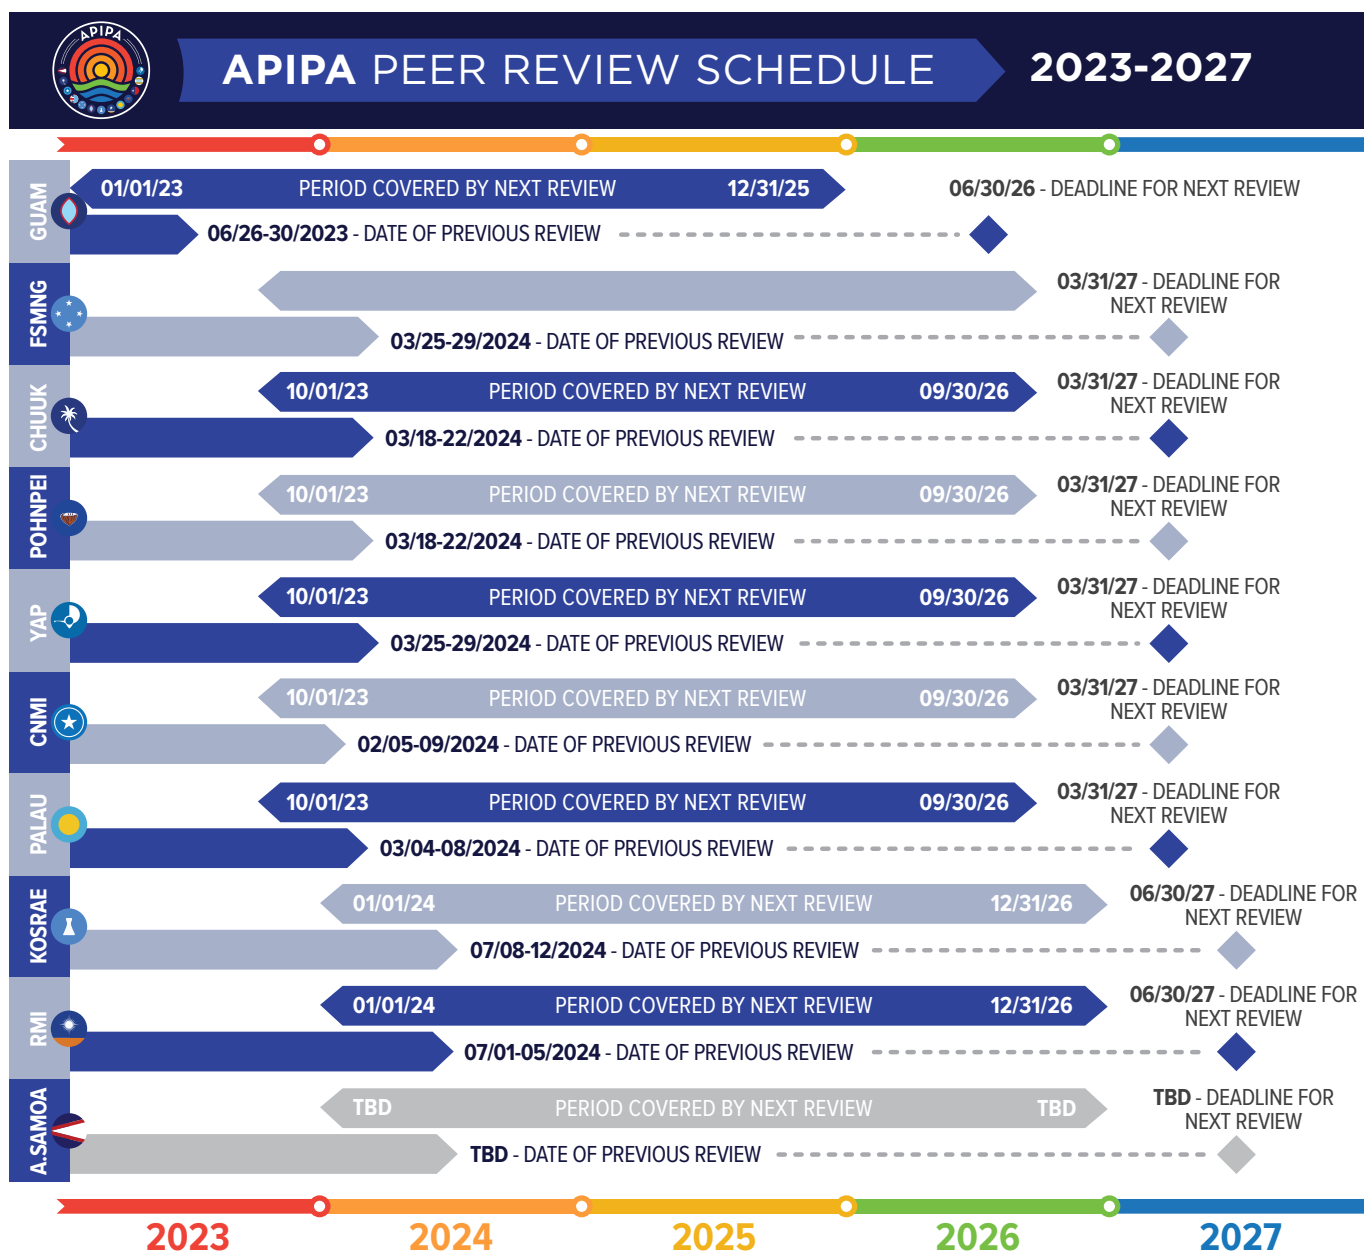 APIPA
APIPA PEER REVIEW SCHEDULE
2023-2027
GUAM
01/01/23 PERIOD COVERED BY NEXT REVIEW 12/31/25
06/30/26 - DEADLINE FOR NEXT REVIEW
06/26-30/2023 - DATE OF PREVIOUS REVIEW
FSMNG
03/31/27 - DEADLINE FOR
NEXT REVIEW
03/25-29/2024 - DATE OF PREVIOUS REVIEW
CHUUK
10/01/23 PERIOD COVERED BY NEXT REVIEW 09/30/26
03/31/27 - DEADLINE FOR
NEXT REVIEW
03/18-22/2024 - DATE OF PREVIOUS REVIEW
POHNPEI
10/01/23 PERIOD COVERED BY NEXT REVIEW 09/30/26
03/31/27 - DEADLINE FOR
NEXT REVIEW
03/18-22/2024 - DATE OF PREVIOUS REVIEW
YAP
10/01/23 PERIOD COVERED BY NEXT REVIEW 09/30/26
03/31/27 - DEADLINE FOR
NEXT REVIEW
03/25-29/2024 - DATE OF PREVIOUS REVIEW
CNMI
10/01/23 PERIOD COVERED BY NEXT REVIEW 09/30/26
03/31/27 - DEADLINE FOR
NEXT REVIEW
02/05-09/2024 - DATE OF PREVIOUS REVIEW
PALAU
10/01/23 PERIOD COVERED BY NEXT REVIEW 09/30/26
03/31/27 - DEADLINE FOR
NEXT REVIEW
03/04-08/2024 - DATE OF PREVIOUS REVIEW
KOSRAE
01/01/24 PERIOD COVERED BY NEXT REVIEW 12/31/26
06/30/27 - DEADLINE FOR
NEXT REVIEW
07/08-12/2024 - DATE OF PREVIOUS REVIEW
RMI
01/01/24 PERIOD COVERED BY NEXT REVIEW 12/31/26
06/30/27 - DEADLINE FOR
NEXT REVIEW
07/01-05/2024 - DATE OF PREVIOUS REVIEW
A.SAMOA
TBD PERIOD COVERED BY NEXT REVIEW TBD
TBD - DEADLINE FOR
NEXT REVIEW
TBD - DATE OF PREVIOUS REVIEW
2023 2024 2025 2026 2027